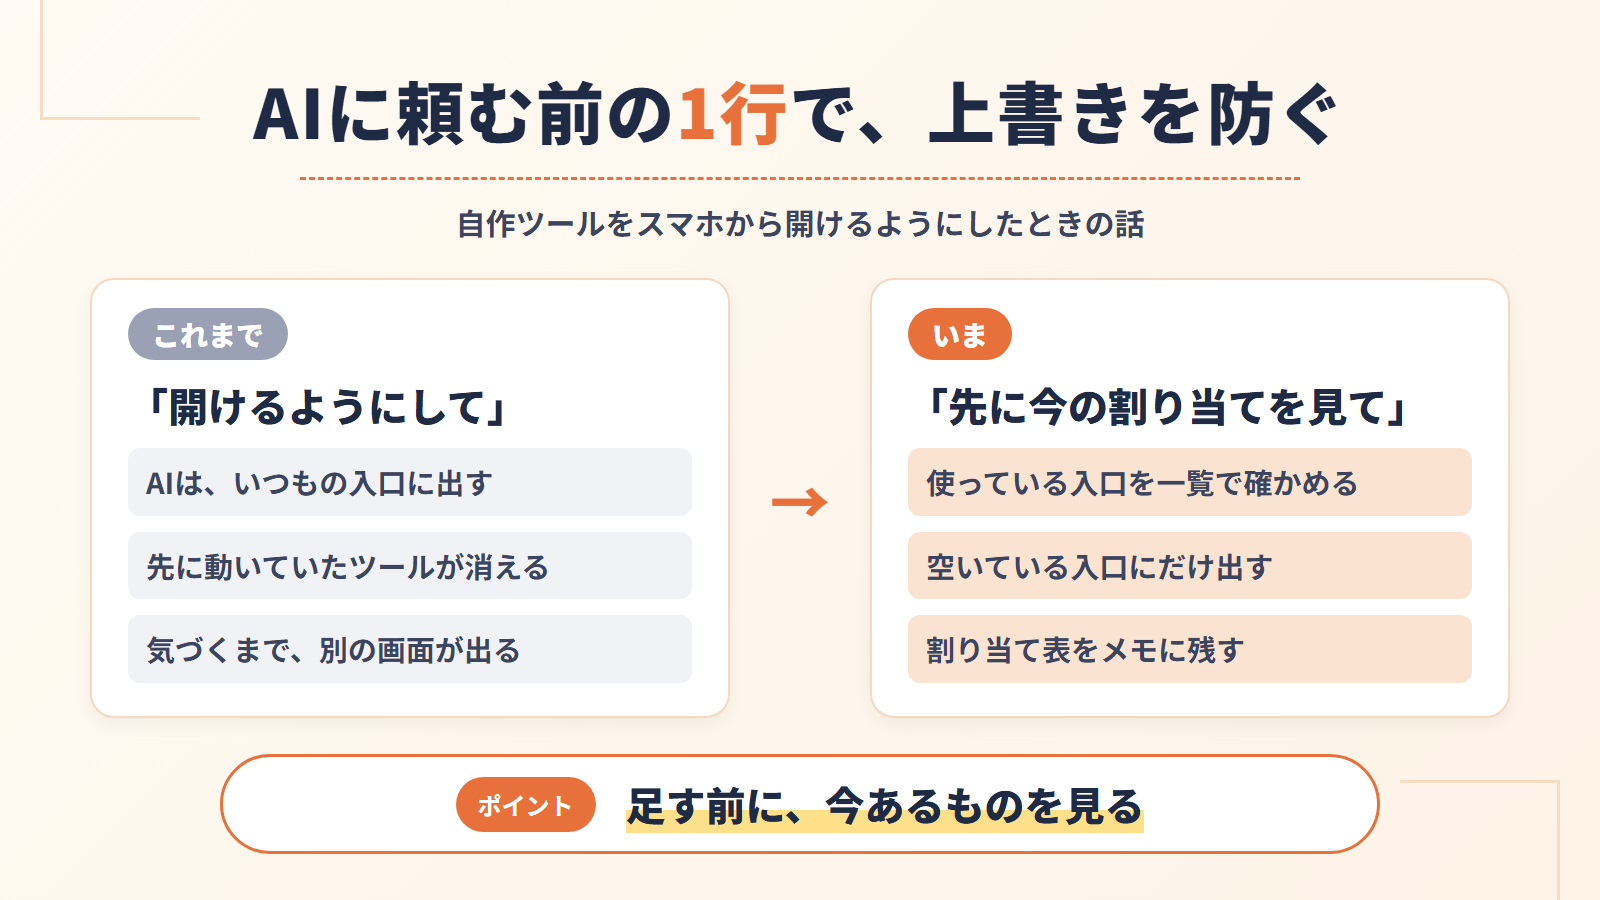 AIに頼む前の1行で、上書きを防ぐ
自作ツールをスマホから開けるようにしたときの話
これまで
「開けるようにして」
AIは、いつもの入口に出す
先に動いていたツールが消える
気づくまで、別の画面が出る
→
いま
「先に今の割り当てを見て」
使っている入口を一覧で確かめる
空いている入口にだけ出す
割り当て表をメモに残す
ポイント
足す前に、今あるものを見る